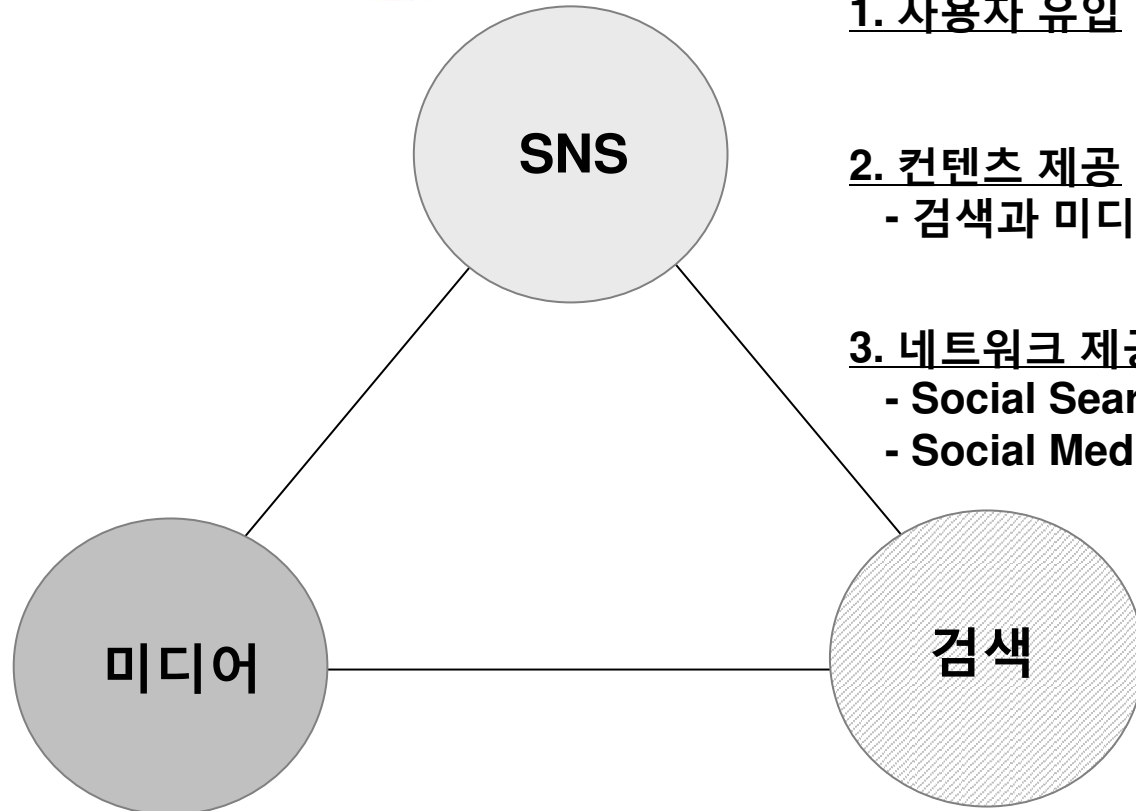 1. 사용자 유입
SNS
2. 컨텐츠 제공
- 검색과 미디
3. 네트워크 제공
- Social Sear
- Social Med
미디어
검색